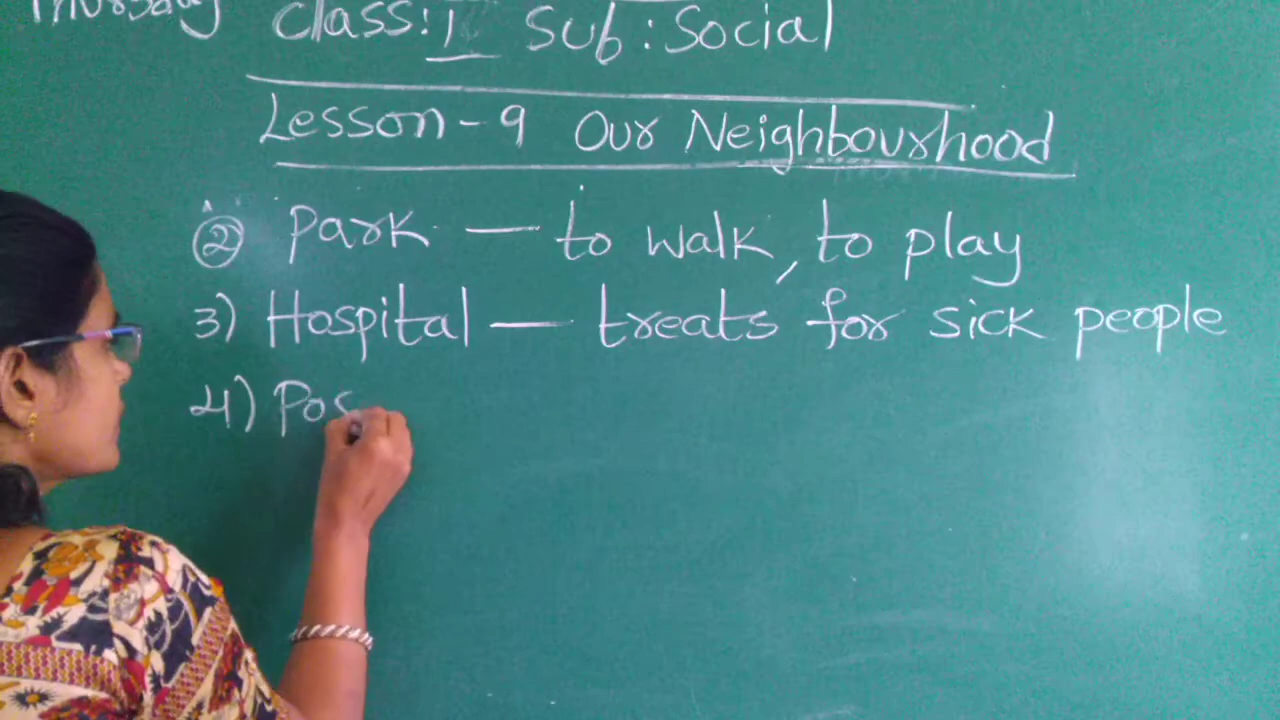 Thursday Class: 1 Sub: Social
Lesson - 9 Our Neighbourhood
② Park — to walk, to play
3) Hospital — treats for sick people
4) Pos